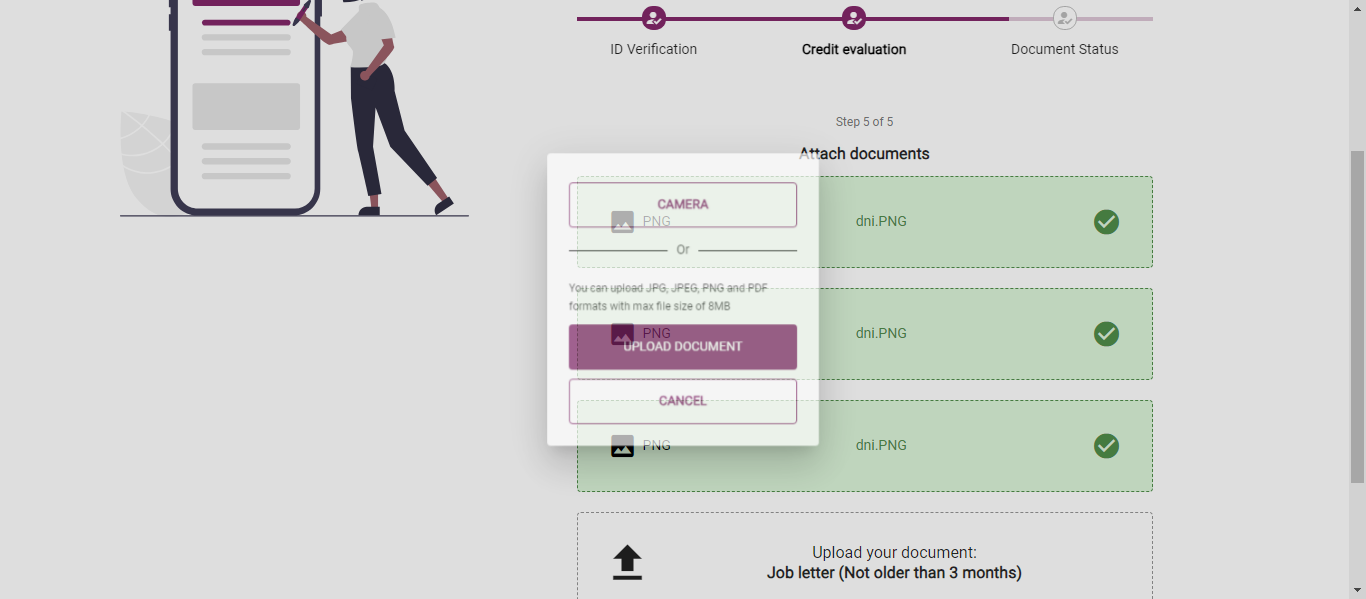 ID Verification
Credit evaluation
Document Status
Step 5 of 5
Attach documents
CAMERA
PNG
dni.PNG
Or
You can upload JPG, JPEG, PNG and PDF
formats with max file size of 8MB
PNG
dni.PNG
UPLOAD DOCUMENT
CANCEL
PNG
dni.PNG
Upload your document:
Job letter (Not older than 3 months)